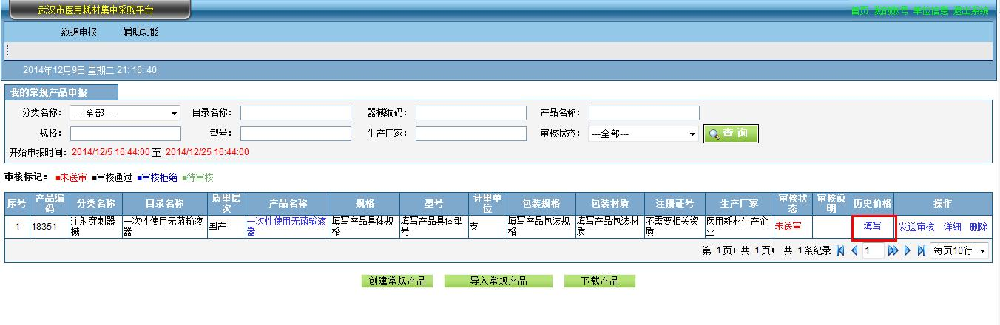 武汉市医用耗材集中采购平台
首页 我的账号 单位信息 退出系统
数据申报 辅助功能
2014年12月9日 星期二 21: 16: 40
我的常规产品申报
分类名称： ----全部---- 目录名称： 器械编码： 产品名称：
规格： 型号： 生产厂家： 审核状态： ---全部--- 查 询
开始申报时间：2014/12/5 16:44:00 至 2014/12/25 16:44:00
审核标记： ■未送审 ■审核通过 ■审核拒绝 ■待审核
序号 产品编码 分类名称 目录名称 质量层次 产品名称 规格 型号 计量单位 包装规格 包装材质 注册证号 生产厂家 审核状态 审核说明 历史价格 操作
1 18351 注射穿刺器械 一次性使用无菌输液器 国产 一次性使用无菌输液器 填写产品具体规格 填写产品具体型号 支 填写产品包装规格 填写产品包装材质 不需要相关资质 医用耗材生产企业 未送审 填写 发送审核 详细 删除
第 1页；共 1页； 共 1条纪录 1 每页10行
创建常规产品 导入常规产品 下载产品